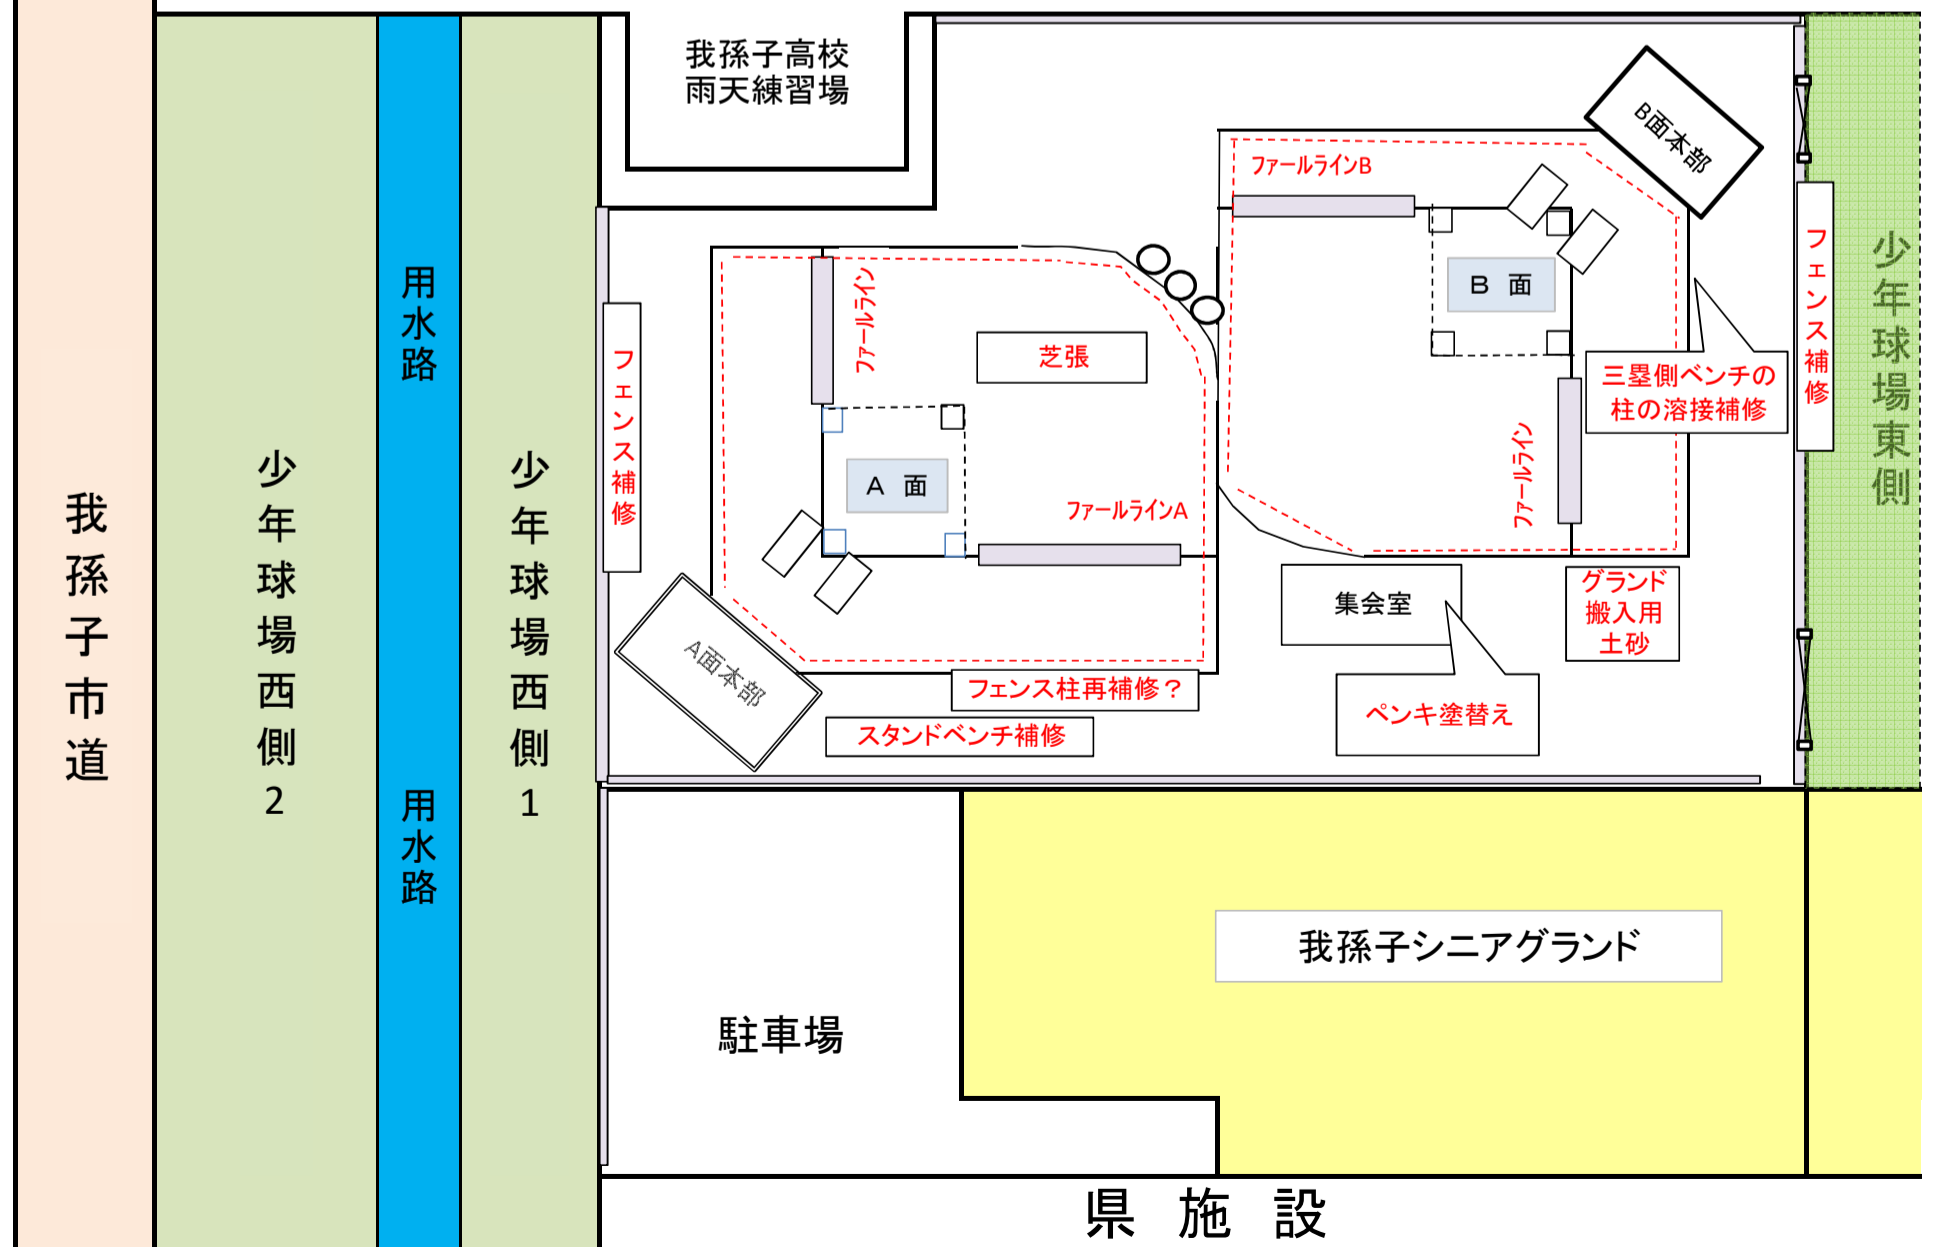 我孫子高校
雨天練習場
B面本部
ファールラインB
ファールライン
芝張
B 面
三塁側ベンチの
柱の溶接補修
フェンス補修
少年球場東側
フェンス補修
A 面
ファールラインA
ファールライン
A面本部
フェンス柱再補修？
スタンドベンチ補修
集会室
ペンキ塗替え
グランド
搬入用
土砂
我孫子市道
少年球場西側2
用水路
用水路
少年球場西側1
駐車場
我孫子シニアグランド
県 施 設